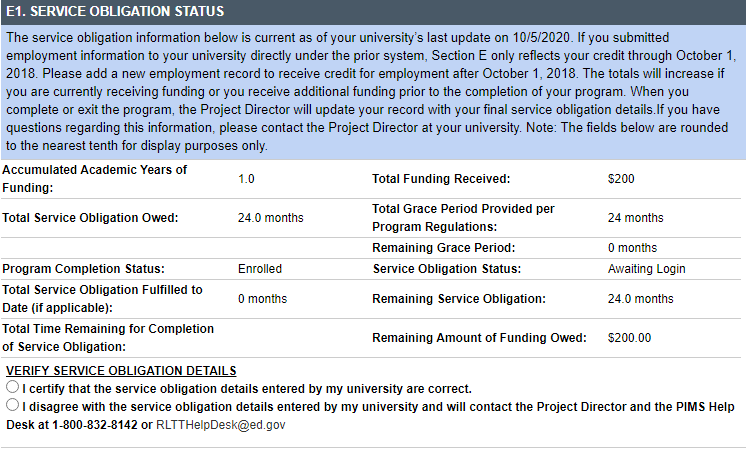 E1. SERVICE OBLIGATION STATUS
The service obligation information below is current as of your university's last update on 10/5/2020. If you submitted
employment information to your university directly under the prior system, Section E only reflects your credit through October 1,
2018. Please add a new employment record to receive credit for employment after October 1, 2018. The totals will increase if
you are currently receiving funding or you receive additional funding prior to the completion of your program. When you
complete or exit the program, the Project Director will update your record with your final service obligation details.If you have
questions regarding this information, please contact the Project Director at your university. Note: The fields below are rounded
to the nearest tenth for display purposes only.
Accumulated Academic Years of
Funding: 1.0 Total Funding Received: $200
Total Service Obligation Owed: 24.0 months Total Grace Period Provided per
Program Regulations: 24 months
Remaining Grace Period: 0 months
Program Completion Status: Enrolled Service Obligation Status: Awaiting Login
Total Service Obligation Fulfilled to
Date (if applicable): 0 months Remaining Service Obligation: 24.0 months
Total Time Remaining for Completion
of Service Obligation: Remaining Amount of Funding Owed: $200.00
VERIFY SERVICE OBLIGATION DETAILS
I certify that the service obligation details entered by my university are correct.
I disagree with the service obligation details entered by my university and will contact the Project Director and the PIMS Help
Desk at 1-800-832-8142 or RLTTHelpDesk@ed.gov